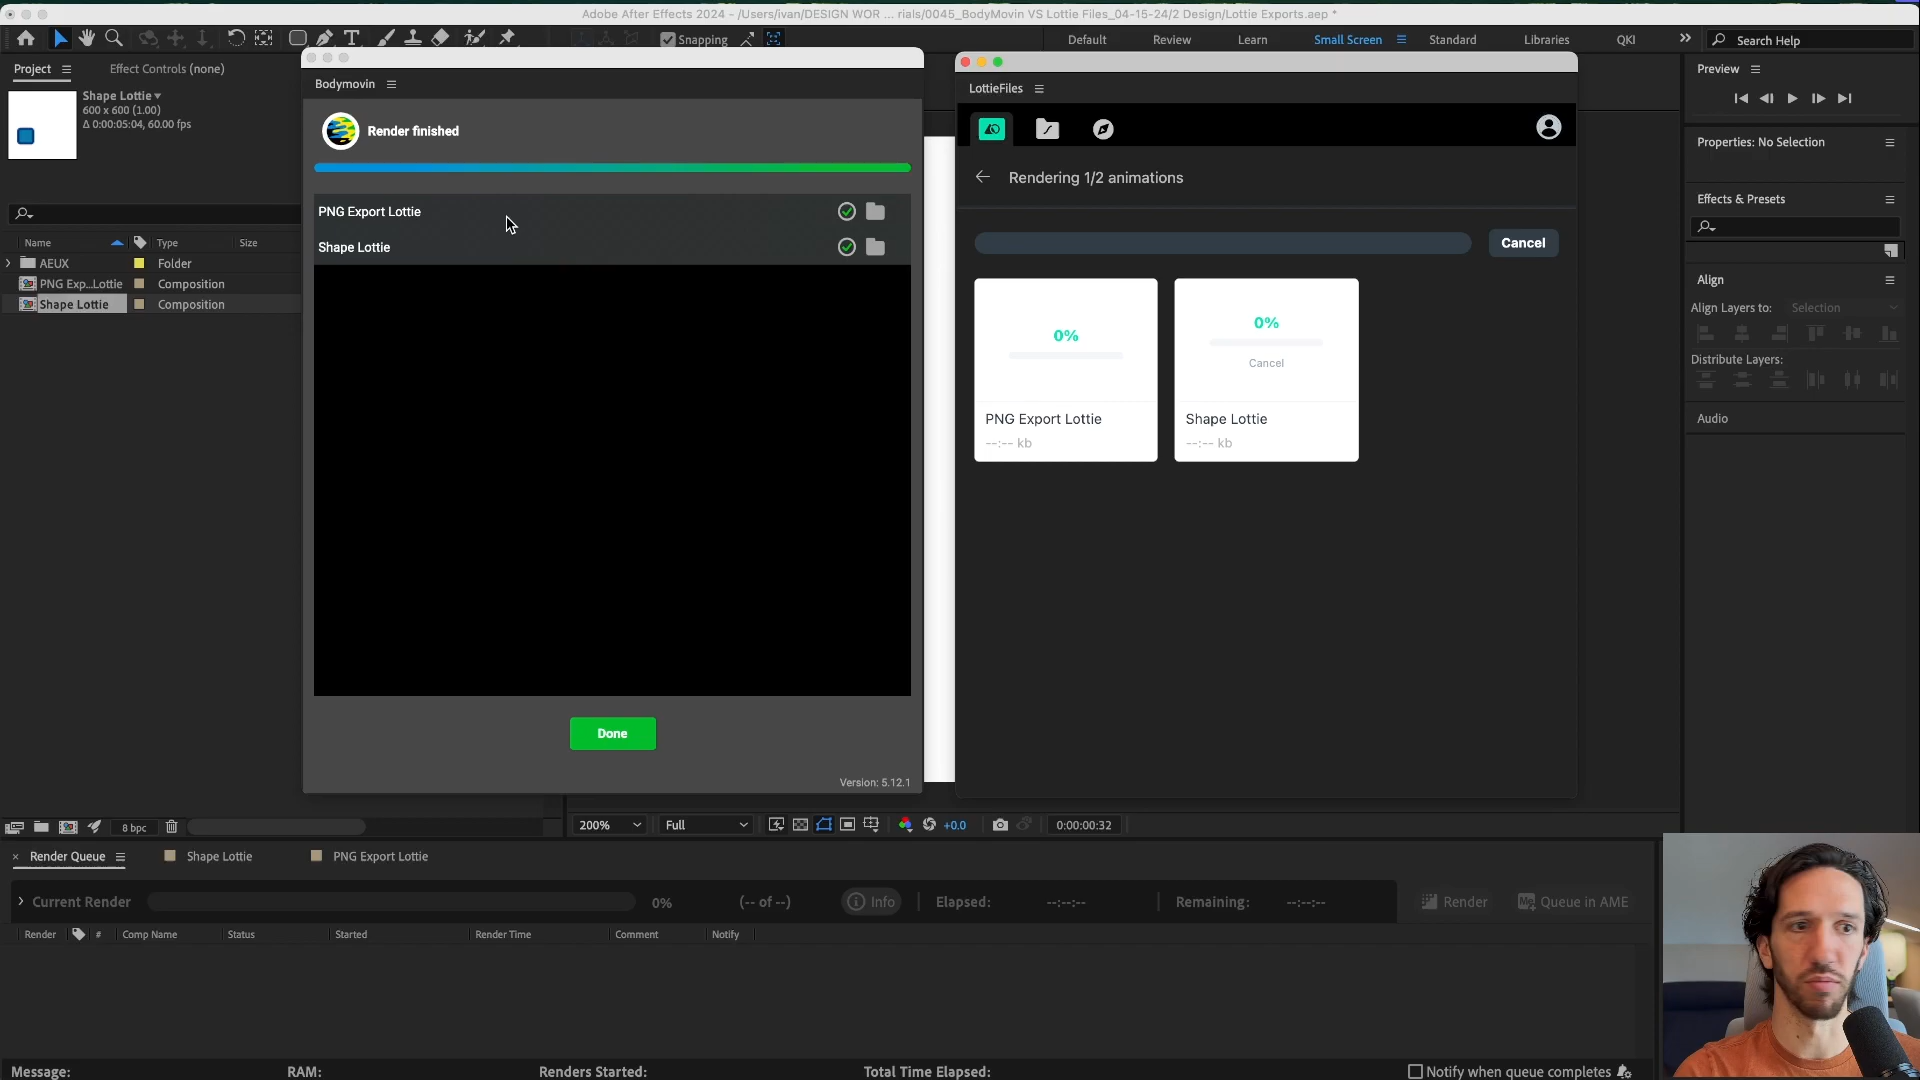 Adobe After Effects 2024 - /Users/ivan/DESIGN WOR ... rials/0045_BodyMovin VS Lottie Files_04-15-24/2 Design/Lottie Exports.aep *
Snapping
Default
Review
Learn
Small Screen
Standard
Libraries
QKI
Search Help
Project
Effect Controls (none)
Shape Lottie
600 x 600 (1.00)
Δ 0:00:05:04, 60.00 fps
Name
Type
Size
AEUX
Folder
PNG Exp...Lottie
Composition
Shape Lottie
Composition
8 bpc
Bodymovin
Render finished
PNG Export Lottie
Shape Lottie
Done
Version: 5.12.1
LottieFiles
Rendering 1/2 animations
Cancel
0%
PNG Export Lottie
--:-- kb
0%
Cancel
Shape Lottie
--:-- kb
Preview
Properties: No Selection
Effects & Presets
Align
Align Layers to:
Selection
Distribute Layers:
Audio
200%
Full
+0.0
0:00:00:32
Render Queue
Shape Lottie
PNG Export Lottie
Current Render
0%
(-- of --)
Info
Elapsed:
--:--:--
Remaining:
--:--:--
Render
Queue in AME
Render
#
Comp Name
Status
Started
Render Time
Comment
Notify
Message:
RAM:
Renders Started:
Total Time Elapsed:
Notify when queue completes